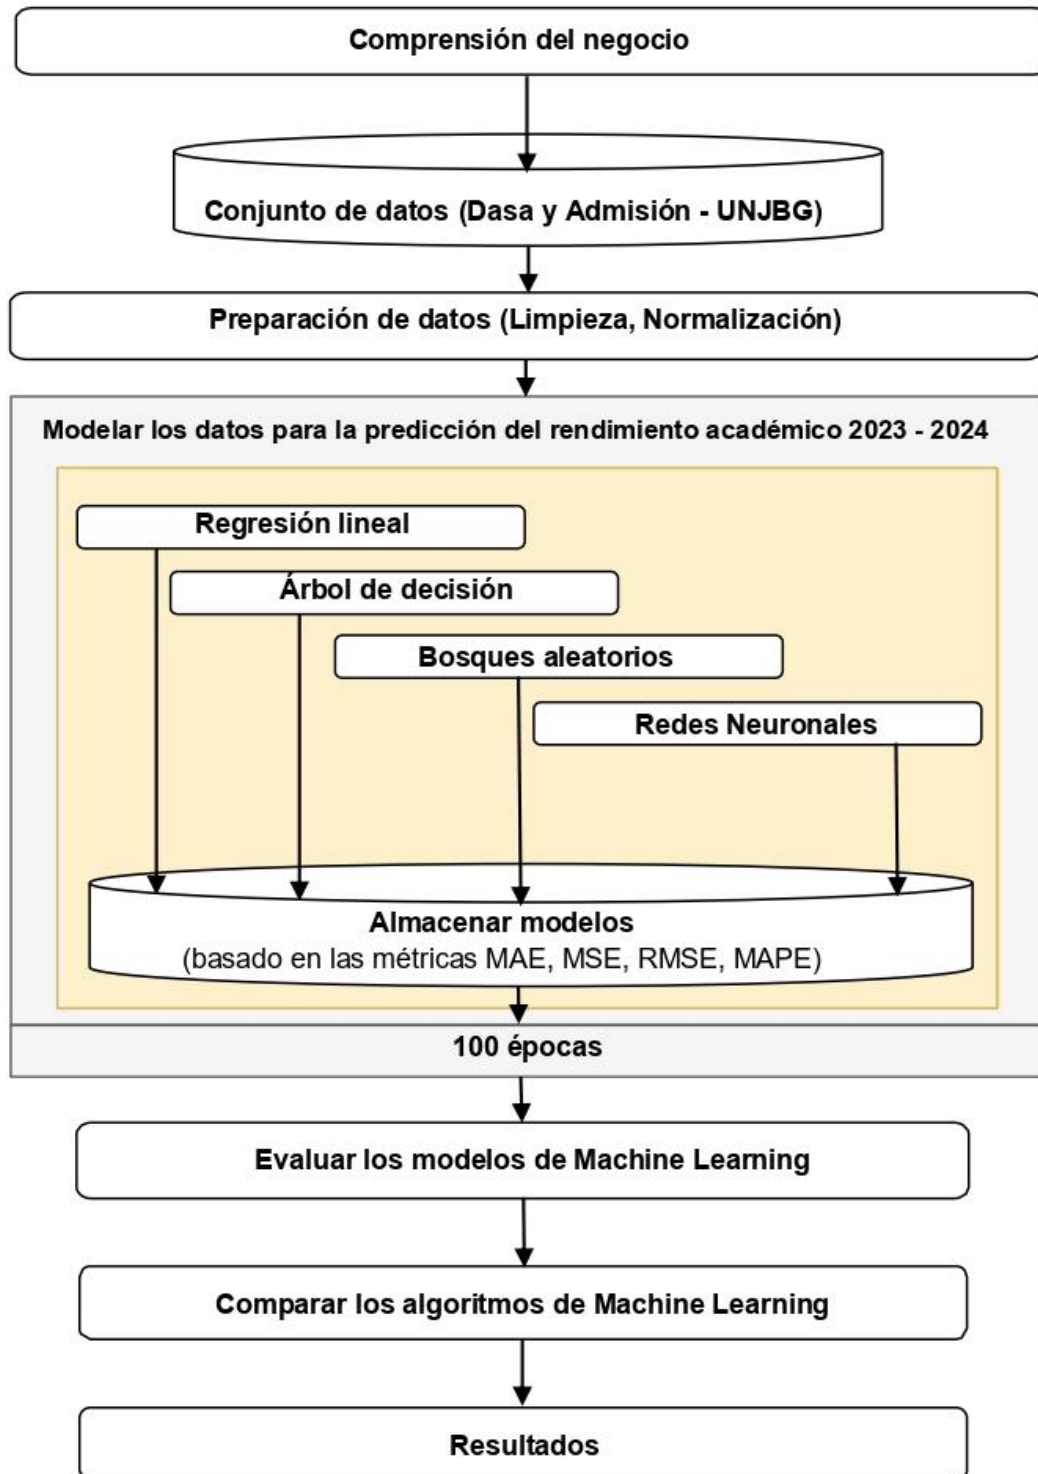 Comprensión del negocio
Conjunto de datos (Dasa y Admisión - UNJBG)
Preparación de datos (Limpieza, Normalización)
Modelar los datos para la predicción del rendimiento académico 2023 - 2024
Regresión lineal
Árbol de decisión
Bosques aleatorios
Redes Neuronales
Almacenar modelos
(basado en las métricas MAE, MSE, RMSE, MAPE)
100 épocas
Evaluar los modelos de Machine Learning
Comparar los algoritmos de Machine Learning
Resultados